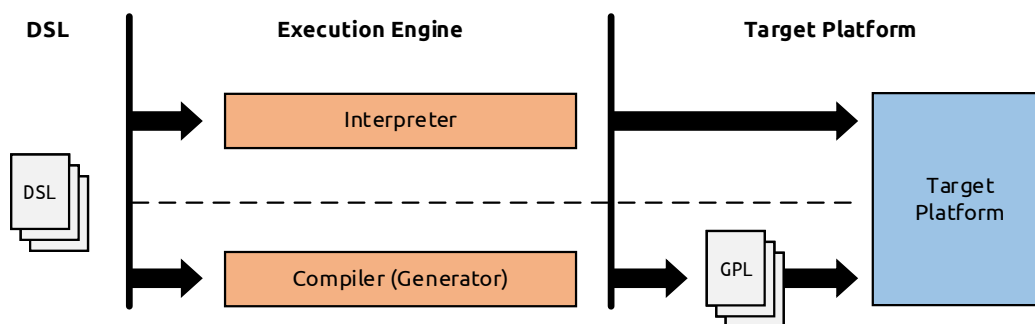 DSL
Execution Engine
Target Platform
Interpreter
DSL
Target
Platform
Compiler (Generator)
GPL